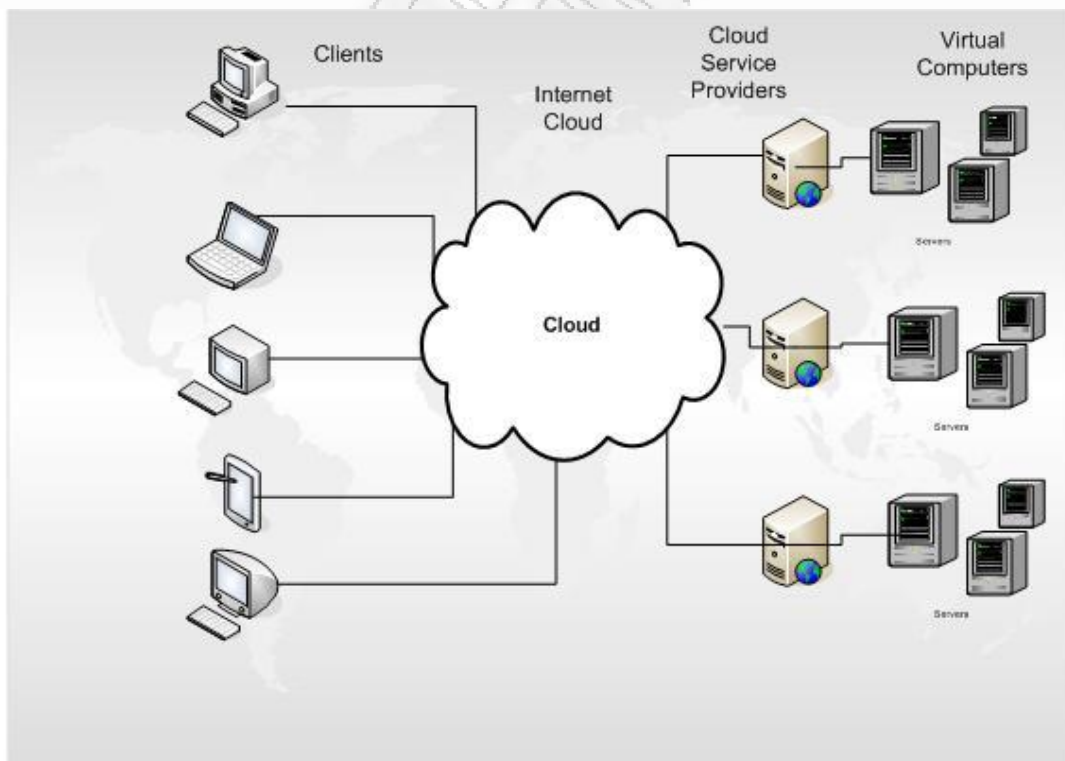 Clients
Internet
Cloud
Cloud
Service
Providers
Virtual
Computers
Cloud
Servers
Servers
Servers